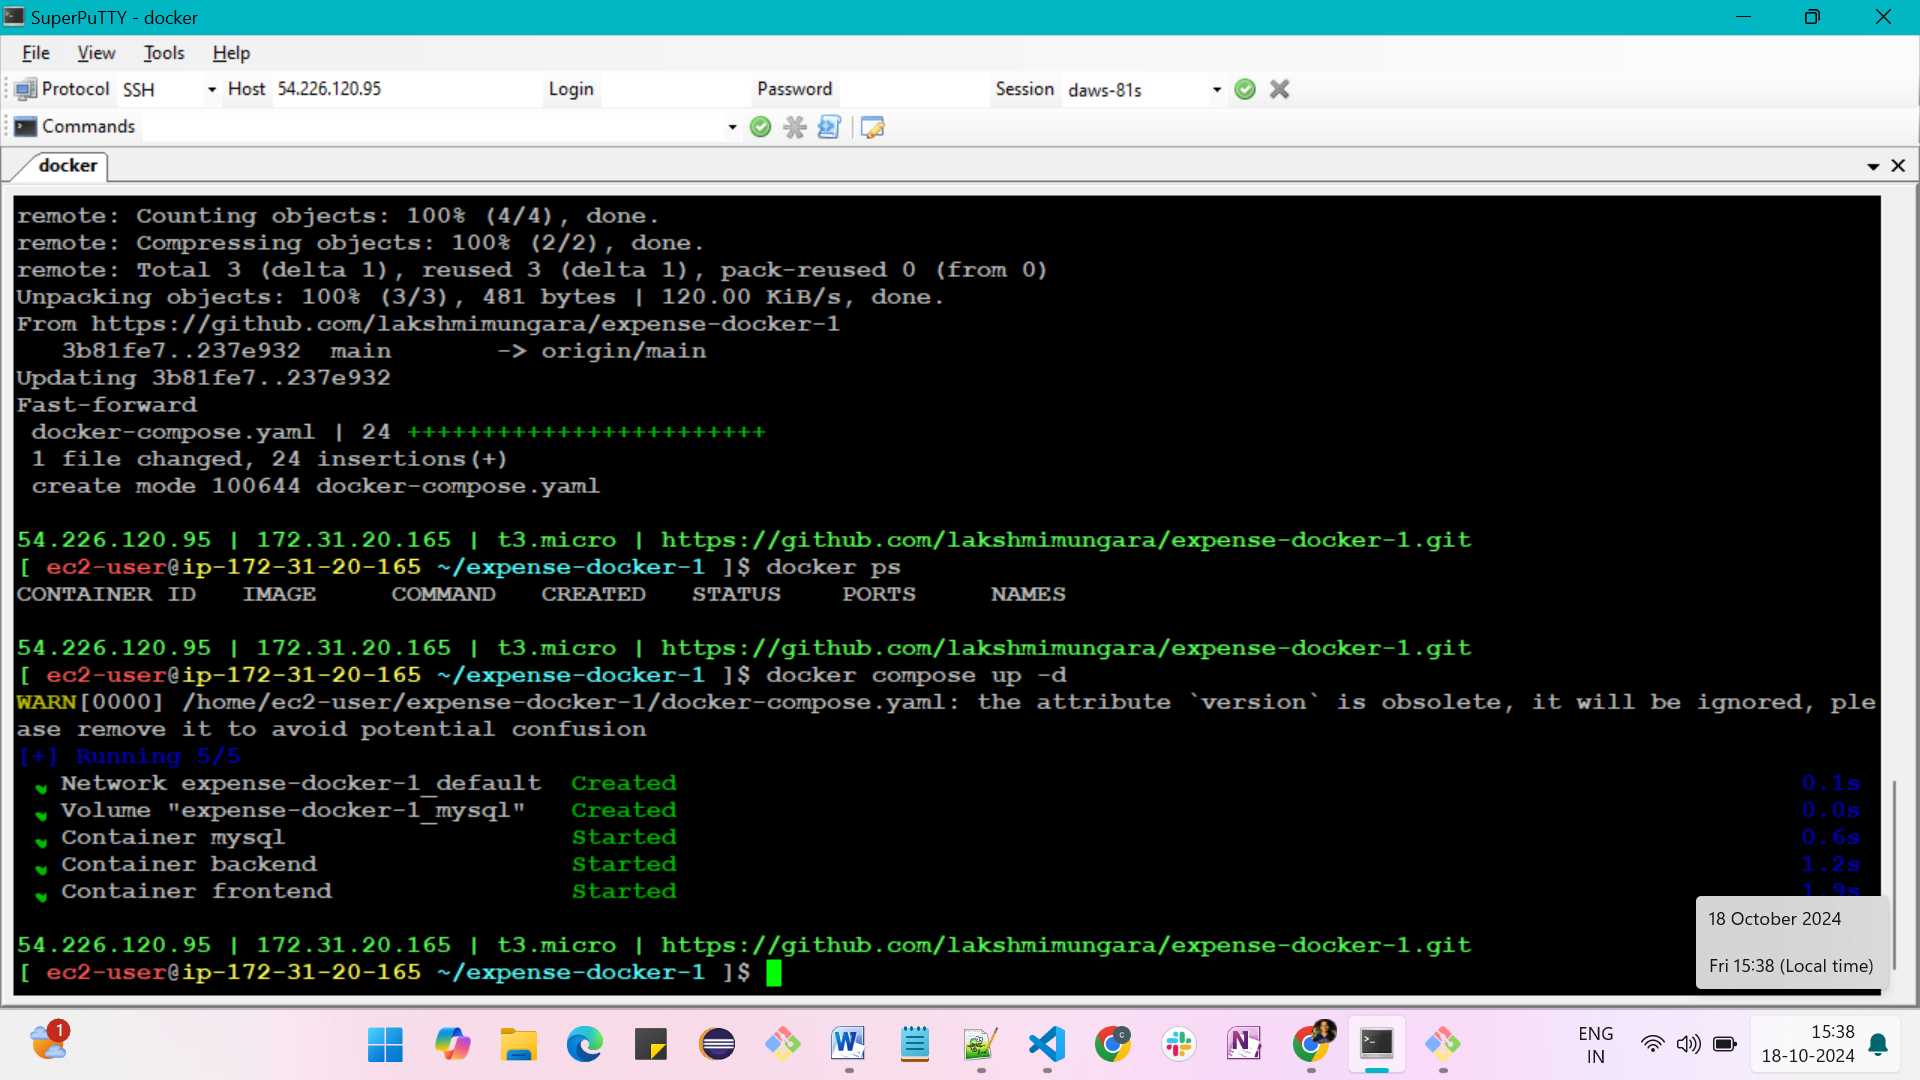 SuperPuTTY - docker
File View Tools Help
Protocol SSH Host 54.226.120.95 Login Password Session daws-81s
Commands
docker
remote: Counting objects: 100% (4/4), done.
remote: Compressing objects: 100% (2/2), done.
remote: Total 3 (delta 1), reused 3 (delta 1), pack-reused 0 (from 0)
Unpacking objects: 100% (3/3), 481 bytes | 120.00 KiB/s, done.
From https://github.com/lakshmimungara/expense-docker-1
3b81fe7..237e932 main -> origin/main
Updating 3b81fe7..237e932
Fast-forward
docker-compose.yaml | 24 ++++++++++++++++++++++++
1 file changed, 24 insertions(+)
create mode 100644 docker-compose.yaml
54.226.120.95 | 172.31.20.165 | t3.micro | https://github.com/lakshmimungara/expense-docker-1.git
[ ec2-user@ip-172-31-20-165 ~/expense-docker-1 ]$ docker ps
CONTAINER ID IMAGE COMMAND CREATED STATUS PORTS NAMES
54.226.120.95 | 172.31.20.165 | t3.micro | https://github.com/lakshmimungara/expense-docker-1.git
[ ec2-user@ip-172-31-20-165 ~/expense-docker-1 ]$ docker compose up -d
WARN[0000] /home/ec2-user/expense-docker-1/docker-compose.yaml: the attribute `version` is obsolete, it will be ignored, ple
ase remove it to avoid potential confusion
[+] Running 5/5
Network expense-docker-1_default Created 0.1s
Volume "expense-docker-1_mysql" Created 0.0s
Container mysql Started 0.6s
Container backend Started 1.2s
Container frontend Started 1.9s
54.226.120.95 | 172.31.20.165 | t3.micro | https://github.com/lakshmimungara/expense-docker-1.git
[ ec2-user@ip-172-31-20-165 ~/expense-docker-1 ]$
18 October 2024
Fri 15:38 (Local time)
1
ENG
IN
15:38
18-10-2024